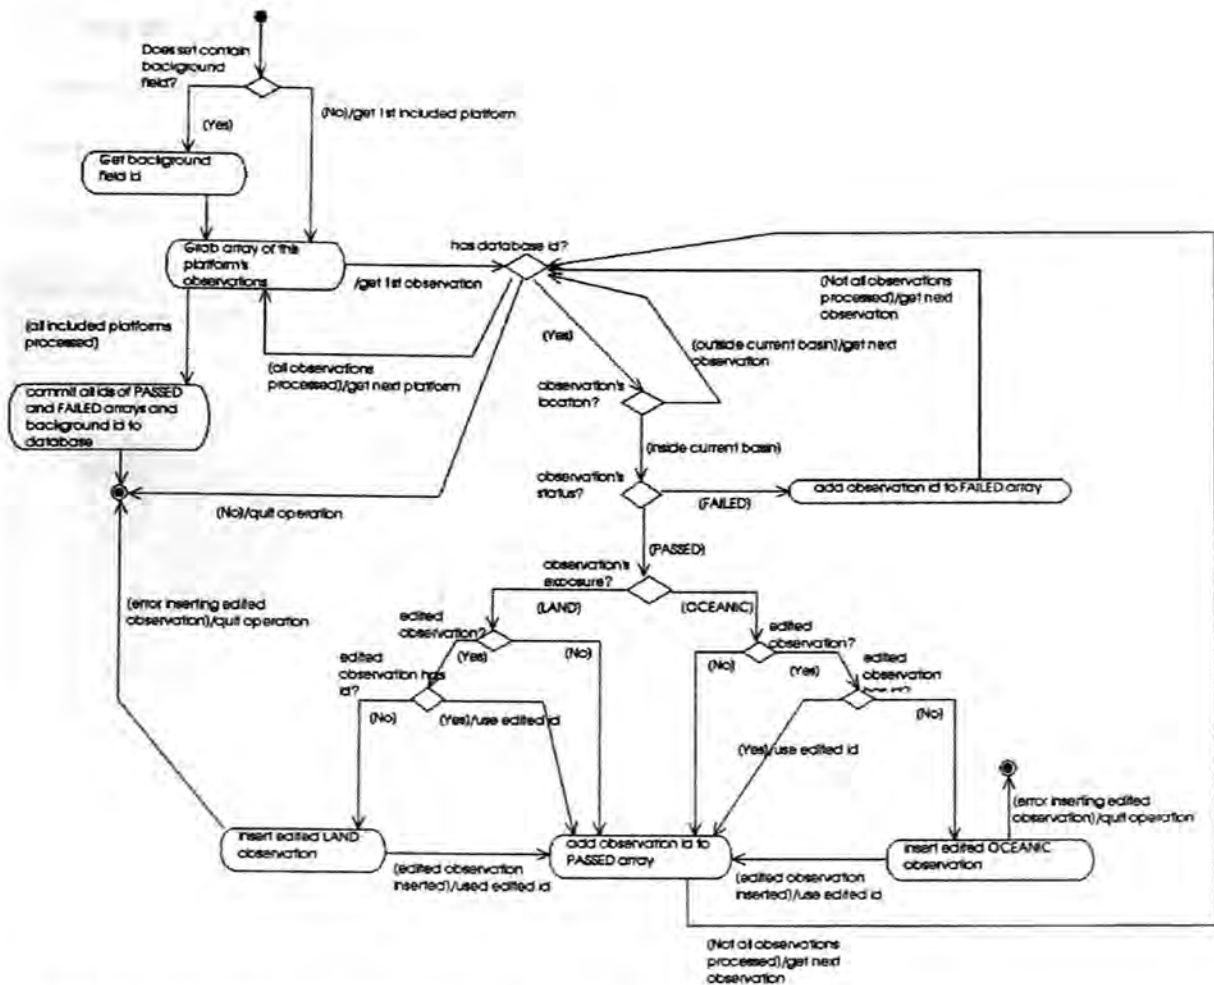 Does set contain
background
field?
(No)/get 1st included platform
(Yes)
Get background
field id
Grab array of this
platform's
observations
has database id?
/get 1st observation
(Not all observations
processed)/get next
observation
(all included platforms
processed)
(Yes)
(outside current basin)/get next
observation
(all observations
processed)/get next platform
observation's
location?
commit all ids of PASSED
and FAILED arrays and
background id to
database
(inside current basin)
observation's
status?
add observation id to FAILED array
(FAILED)
(No)/quit operation
(PASSED)
observation's
exposure?
(LAND)
(OCEANIC)
(error inserting edited
observation)/quit operation
edited
observation?
edited
observation?
(Yes)
(No)
(No)
(Yes)
edited
observation has
id?
edited
observation
(No)
(Yes)/use edited id
(No)
(Yes)/use edited id
(error inserting edited
observation)/quit operation
insert edited LAND
observation
add observation id to
PASSED array
insert edited OCEANIC
observation
(edited observation
inserted)/used edited id
(edited observation
inserted)/use edited id
(Not all observations
processed)/get next
observation